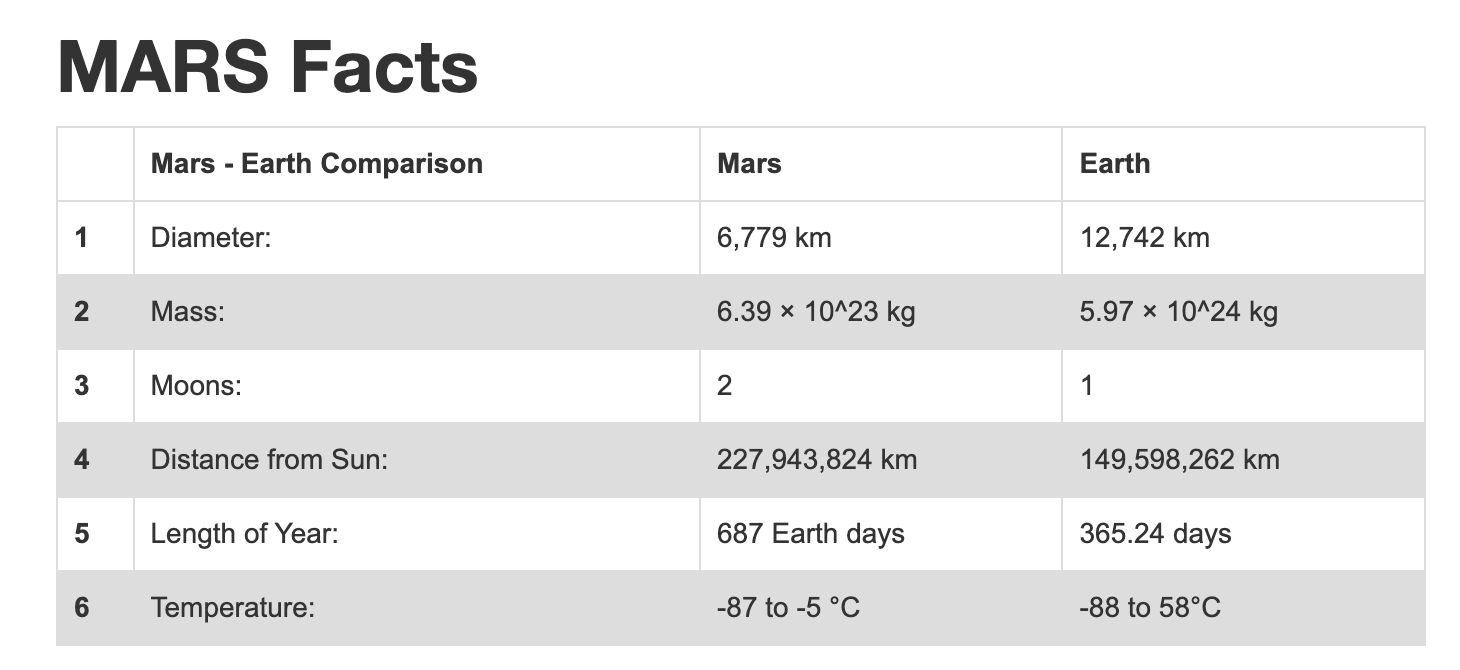 MARS Facts
Mars - Earth Comparison Mars Earth
1 Diameter: 6,779 km 12,742 km
2 Mass: 6.39 × 10^23 kg 5.97 × 10^24 kg
3 Moons: 2 1
4 Distance from Sun: 227,943,824 km 149,598,262 km
5 Length of Year: 687 Earth days 365.24 days
6 Temperature: -87 to -5 °C -88 to 58°C